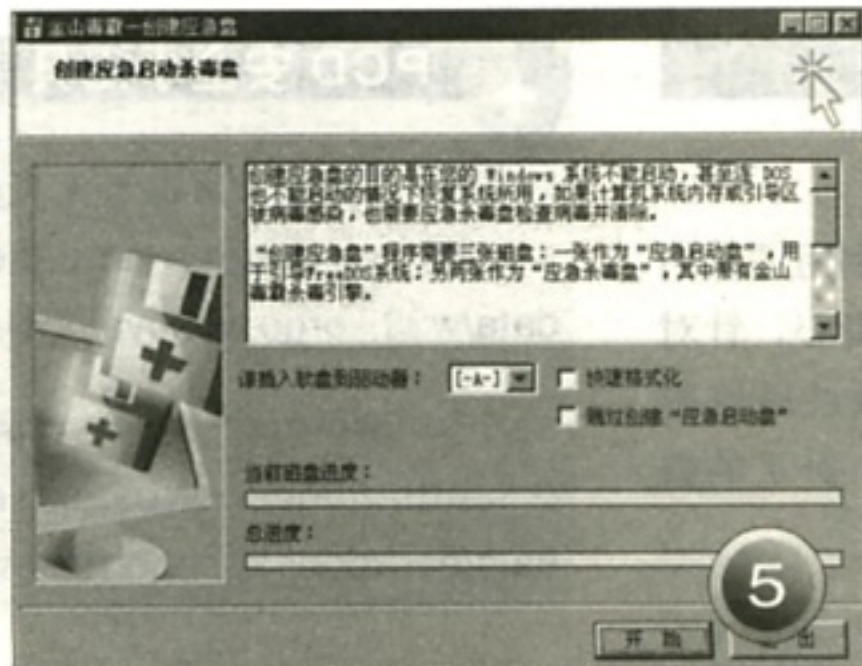 金山毒霸-创建应急盘
创建应急启动杀毒盘
创建应急盘的目的是在您的 Windows 系统不能启动，甚至连 DOS
也不能启动的情况下恢复系统所用，如果计算机系统内存或引导区
被病毒感染，也需要应急杀毒盘检查病毒并清除。
“创建应急盘”程序需要三张磁盘：一张作为“应急启动盘”，用
于引导FreeDOS系统；另两张作为“应急杀毒盘”，其中带有金山
毒霸杀毒引擎。
请插入软盘到驱动器： [-A-] 快速格式化
跳过创建“应急启动盘”
当前磁盘进度：
总进度：
5
开始 出